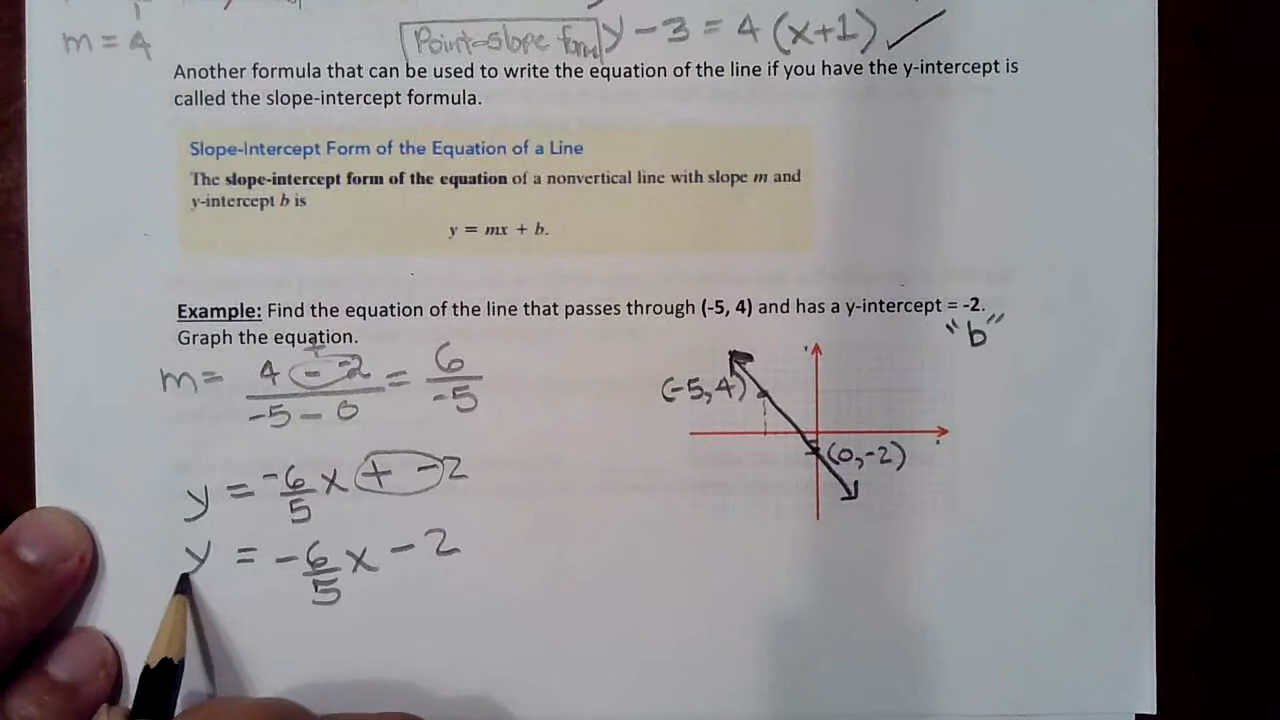 m = 4
Point-slope form y - 3 = 4 (x+1) ✓
Another formula that can be used to write the equation of the line if you have the y-intercept is
called the slope-intercept formula.
Slope-Intercept Form of the Equation of a Line
The slope-intercept form of the equation of a nonvertical line with slope m and
y-intercept b is
y = mx + b.
Example: Find the equation of the line that passes through (-5, 4) and has a y-intercept = -2.
"b"
Graph the equation.
m = 4 - -2 / -5 - 0 = 6 / -5
(-5,4)
(0,-2)
y = -6/5 x + -2
y = -6/5 x - 2